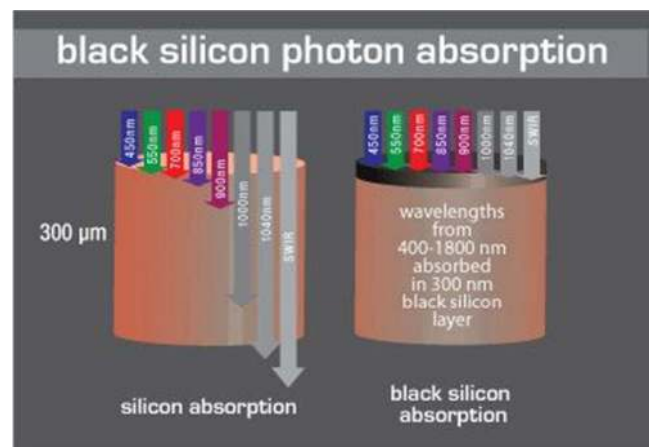 black silicon photon absorption
450nm
550nm
700nm
850nm
900nm
1000nm
1040nm
SWIR
300 µm
silicon absorption
450nm
550nm
700nm
850nm
900nm
1000nm
1040nm
SWIR
wavelengths
from
400-1800 nm
absorbed
in 300 nm
black silicon
layer
black silicon
absorption